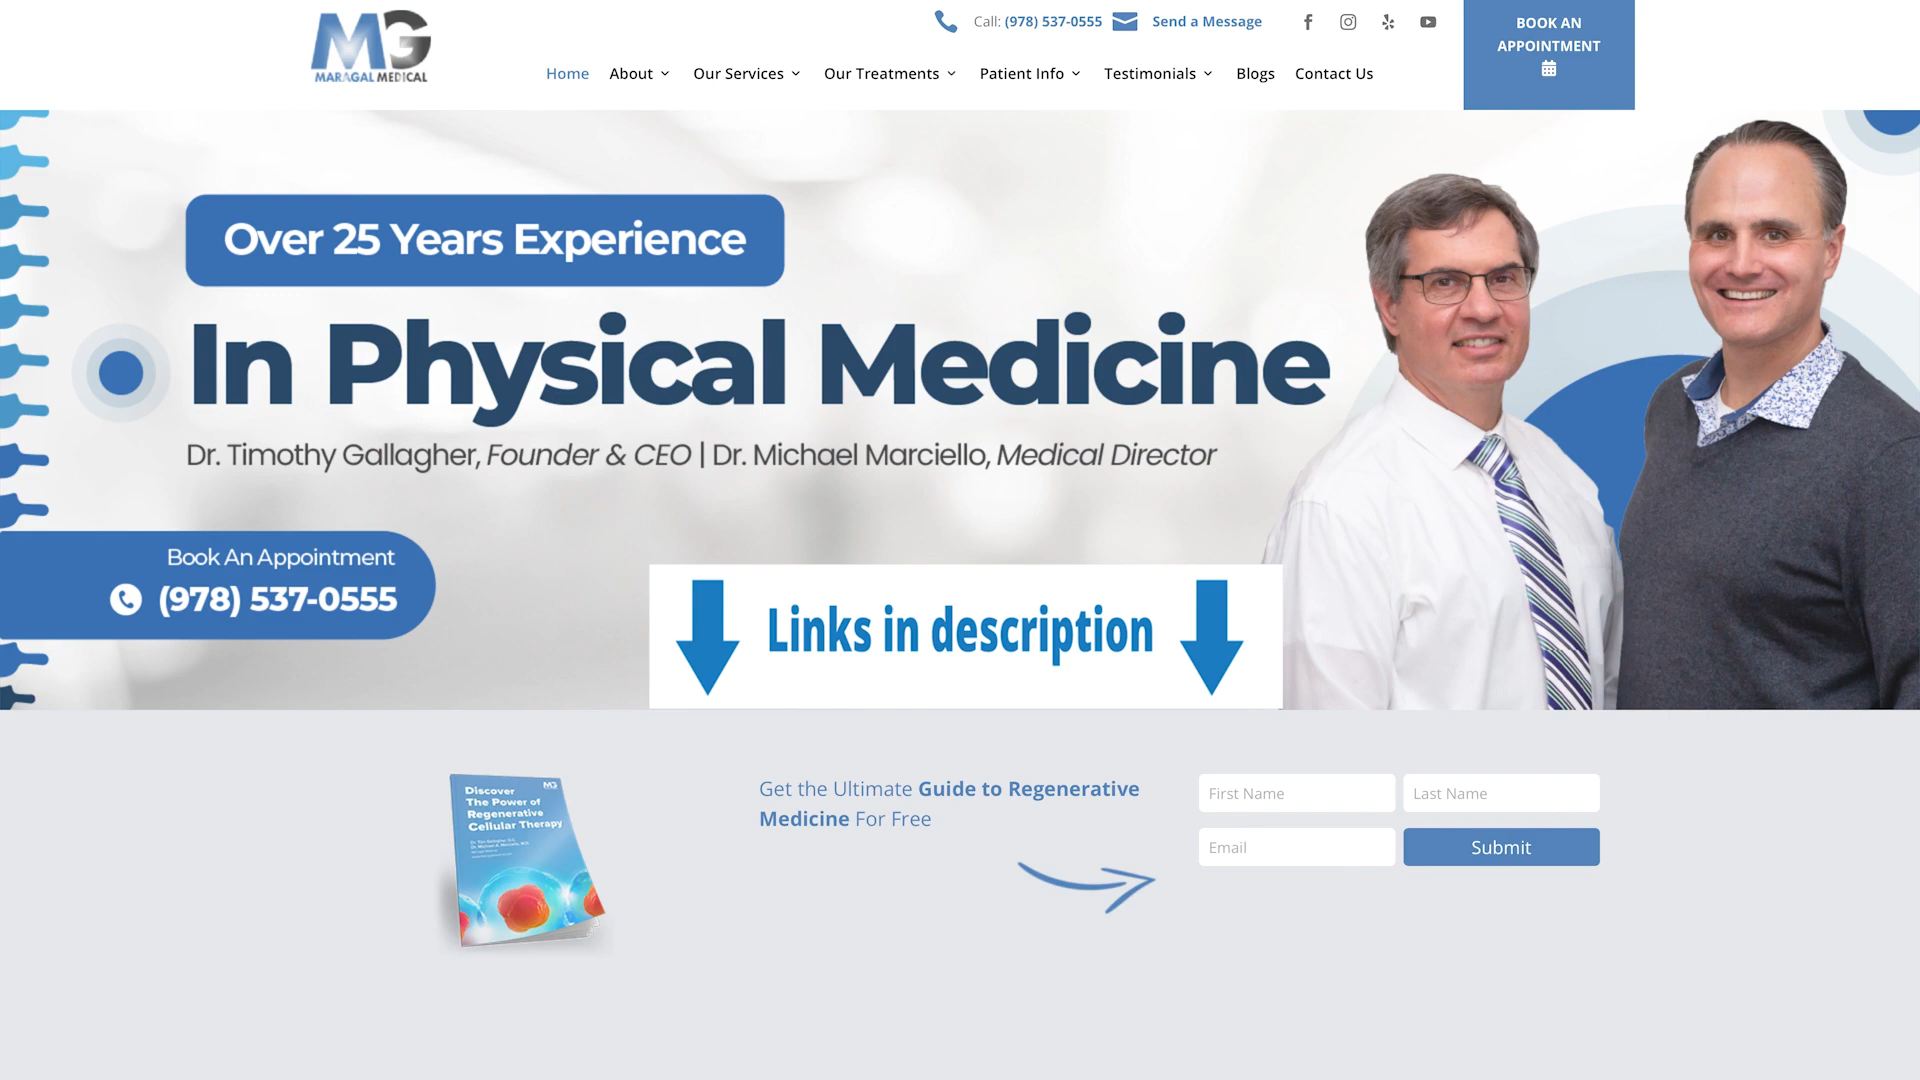 MG
MARAGAL MEDICAL
Call: (978) 537-0555
Send a Message
BOOK AN
APPOINTMENT
Home
About
Our Services
Our Treatments
Patient Info
Testimonials
Blogs
Contact Us
Over 25 Years Experience
In Physical Medicine
Dr. Timothy Gallagher, Founder & CEO | Dr. Michael Marciello, Medical Director
Book An Appointment
(978) 537-0555
Links in description
MG
Discover
The Power of
Regenerative
Cellular Therapy
Get the Ultimate Guide to Regenerative
Medicine For Free
First Name
Last Name
Email
Submit